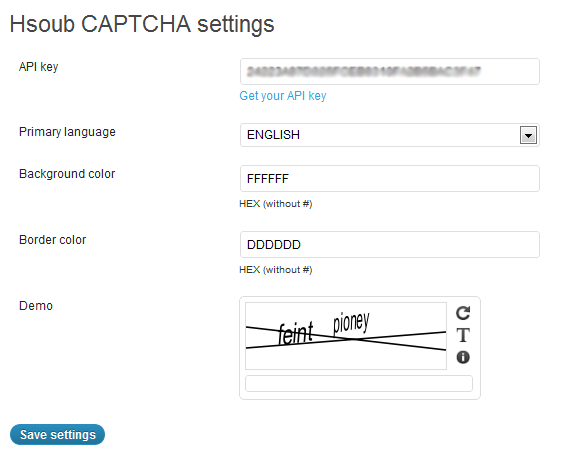 Hsoub CAPTCHA settings
API key
Get your API key
Primary language
ENGLISH
Background color
FFFFFF
HEX (without #)
Border color
DDDDDD
HEX (without #)
Demo
feint pioney
T
Save settings